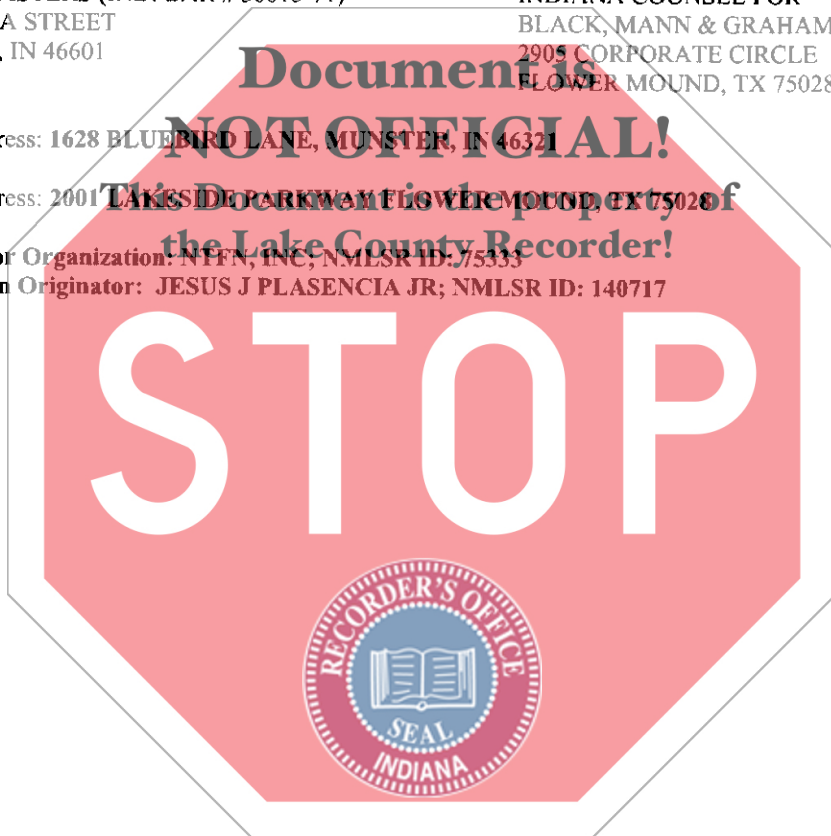 INDIANA COUNSEL FOR
A STREET
BLACK, MANN & GRAHAM
, IN 46601
2905 CORPORATE CIRCLE
FLOWER MOUND, TX 75028
Document is
NOT OFFICIAL!
This Document is the property of
the Lake County Recorder!
ress: 1628 BLUEBIRD LANE, MUNSTER, IN 46321
ress: 2001 LAKESIDE PARKWAY FLOWER MOUND, TX 75028
or Organization: NTFN, INC; NMLSR ID: 75333
n Originator: JESUS J PLASENCIA JR; NMLSR ID: 140717
STOP
RECORDER'S OFFICE
SEAL
INDIANA